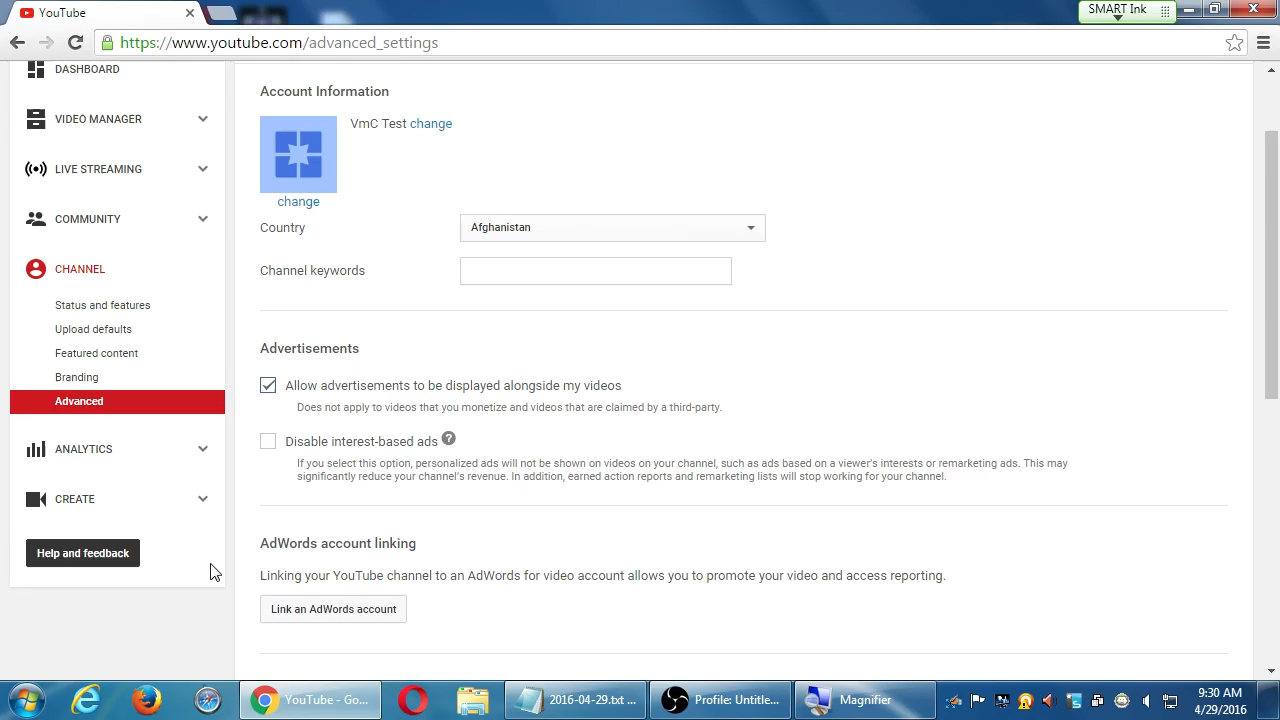 YouTube
SMART Ink
https://www.youtube.com/advanced_settings
DASHBOARD
VIDEO MANAGER
LIVE STREAMING
COMMUNITY
CHANNEL
Status and features
Upload defaults
Featured content
Branding
Advanced
ANALYTICS
CREATE
Help and feedback
Account Information
VmC Test change
change
Country
Afghanistan
Channel keywords
Advertisements
Allow advertisements to be displayed alongside my videos
Does not apply to videos that you monetize and videos that are claimed by a third-party.
Disable interest-based ads ?
If you select this option, personalized ads will not be shown on videos on your channel, such as ads based on a viewer's interests or remarketing ads. This may
significantly reduce your channel's revenue. In addition, earned action reports and remarketing lists will stop working for your channel.
AdWords account linking
Linking your YouTube channel to an AdWords for video account allows you to promote your video and access reporting.
Link an AdWords account
YouTube - Go...
2016-04-29.txt ...
Profile: Untitle...
Magnifier
9:30 AM
4/29/2016